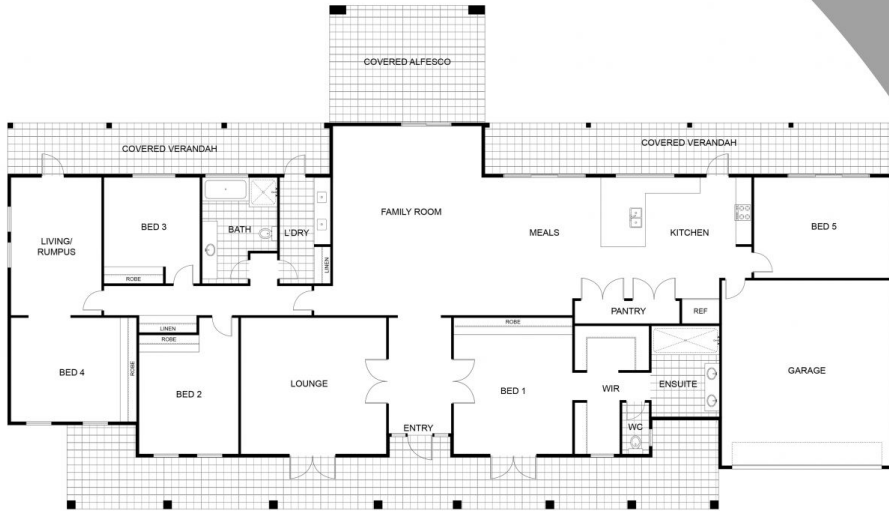 COVERED ALFESCO
COVERED VERANDAH
COVERED VERANDAH
LIVING/
RUMPUS
BED 3
ROBE
BATH
L'DRY
LINEN
FAMILY ROOM
MEALS
KITCHEN
BED 5
PANTRY
REF
LINEN
ROBE
BED 4
ROBE
BED 2
LOUNGE
ENTRY
ROBE
BED 1
WIR
ENSUITE
WC
GARAGE